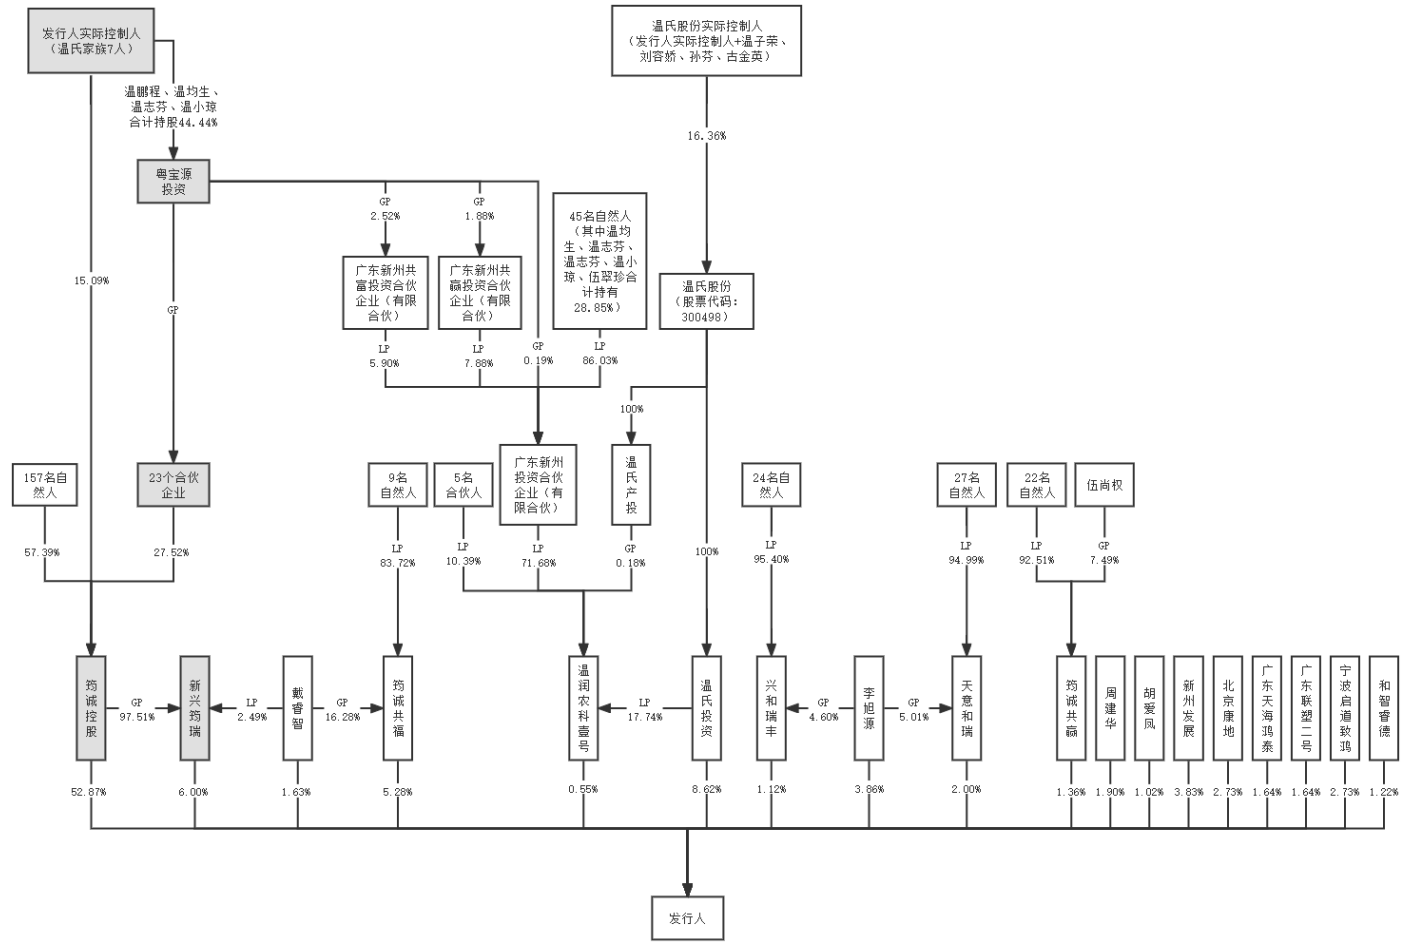 发行人实际控制人
（温氏家族7人）
温氏股份实际控制人
（发行人实际控制人+温子荣、
刘容娇、孙芬、古金英）
温鹏程、温均生、
温志芬、温小琼
合计持股44.44%
16.36%
粤宝源
投资
GP
2.52%
GP
1.88%
45名自然人
（其中温均
生、温志芬、
温志芬、温小
琼、伍翠珍合
计持有
28.85%）
广东新州共
富投资合伙
企业（有限
合伙）
广东新州共
赢投资合伙
企业（有限
合伙）
温氏股份
（股票代码：
300498）
15.09%
GP
LP
5.90%
LP
7.88%
GP
0.19%
LP
86.03%
100%
157名自
然人
23个合伙
企业
9名
自然人
5名
合伙人
广东新州
投资合伙
企业（有
限合伙）
温
氏
产
投
24名自
然人
27名
自然人
22名
自然人
伍尚权
57.39%
27.52%
LP
83.72%
LP
10.39%
LP
71.68%
GP
0.18%
100%
LP
95.40%
LP
94.99%
LP
92.51%
GP
7.49%
筠
诚
控
股
GP
97.51%
新
兴
筠
瑞
LP
2.49%
戴
睿
智
GP
16.28%
筠
诚
共
福
温
润
农
科
壹
号
LP
17.74%
温
氏
投
资
兴
和
瑞
丰
GP
4.60%
李
旭
源
GP
5.01%
天
意
和
瑞
筠
诚
共
赢
周
建
华
胡
爱
凤
新
州
发
展
北
京
康
地
广
东
天
海
鸿
泰
广
东
联
塑
二
号
宁
波
启
道
致
鸿
和
智
睿
德
52.87%
6.00%
1.63%
5.28%
0.55%
8.62%
1.12%
3.86%
2.00%
1.36%
1.90%
1.02%
3.83%
2.73%
1.64%
1.64%
2.73%
1.22%
发行人